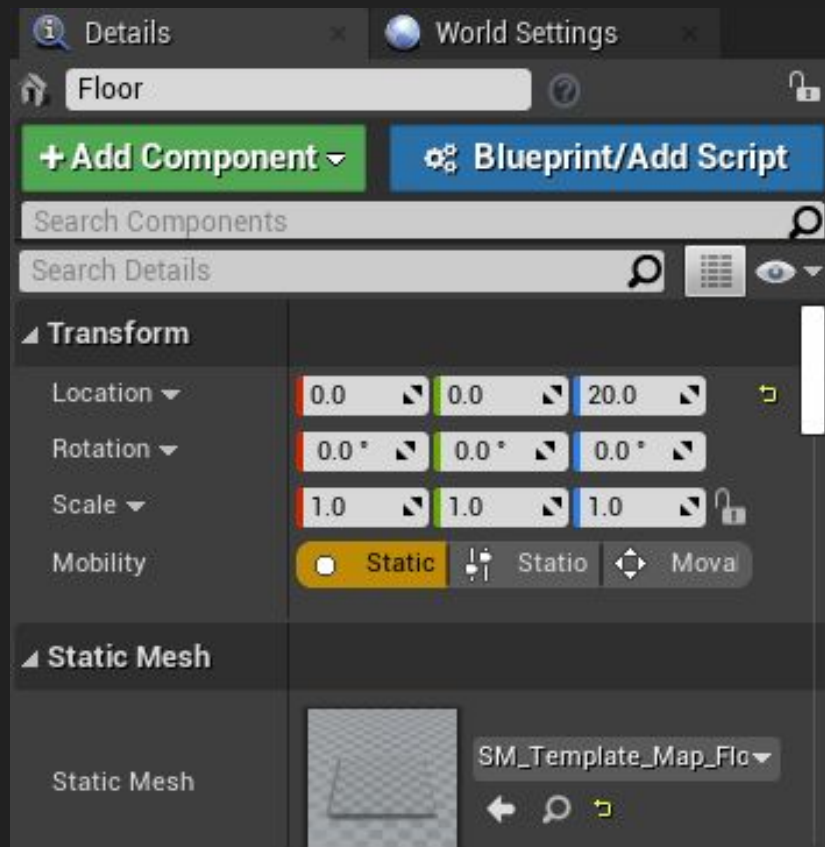 Details World Settings
Floor
+ Add Component Blueprint/Add Script
Search Components
Search Details
Transform
Location 0.0 0.0 20.0
Rotation 0.0° 0.0° 0.0°
Scale 1.0 1.0 1.0
Mobility Static Statio Moval
Static Mesh
SM_Template_Map_Flo
Static Mesh